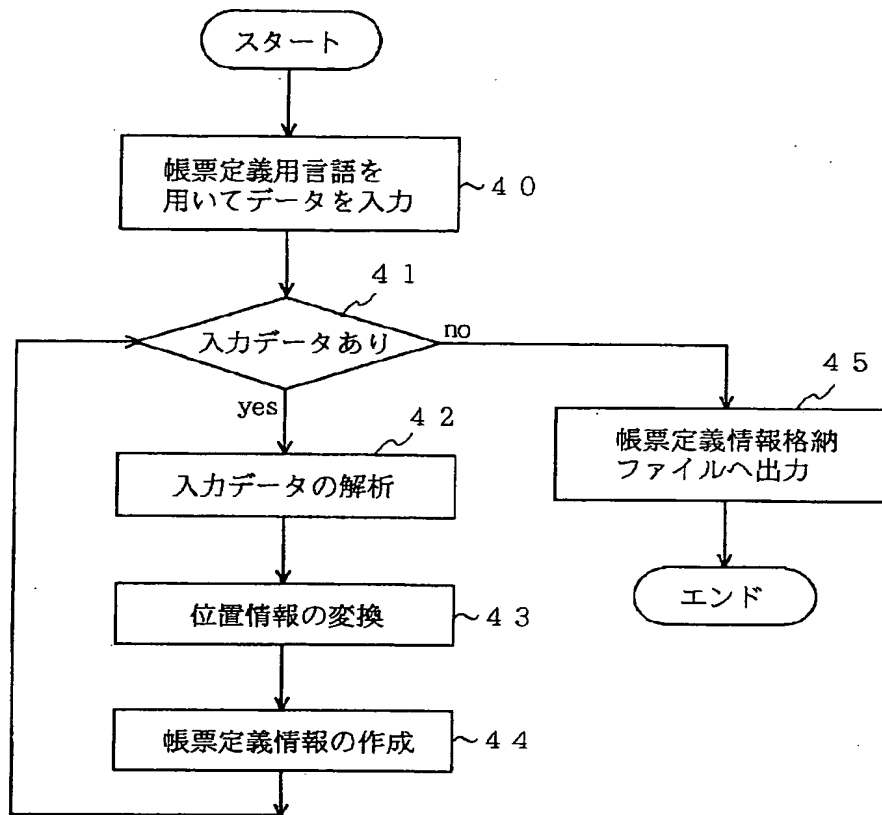 スタート
帳票定義用言語を
用いてデータを入力
40
41
入力データあり
no
yes
42
入力データの解析
位置情報の変換
43
帳票定義情報の作成
44
45
帳票定義情報格納
ファイルへ出力
エンド